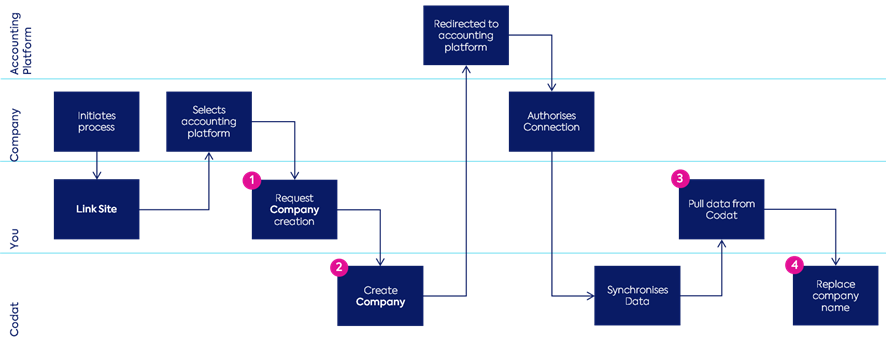 Accounting
Platform
Redirected to
accounting
platform
Company
Initiates
process
Selects
accounting
platform
Authorises
Connection
You
Link Site
1
Request
Company
creation
3
Pull data from
Codat
Codat
2
Create
Company
Synchronises
Data
4
Replace
company
name